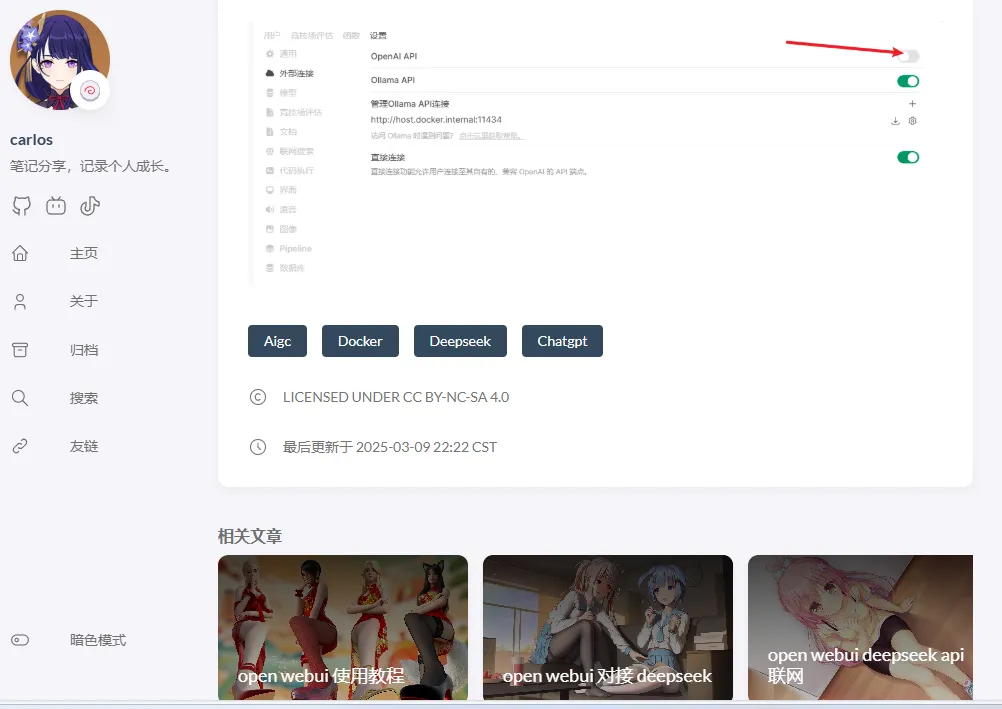 carlos
笔记分享，记录个人成长。
主页
关于
归档
搜索
友链
暗色模式
用户 竞技场评估 函数 设置
通用
外部连接
模型
竞技场评估
文档
联网搜索
代码执行
界面
语音
图像
Pipeline
数据库
OpenAI API
Ollama API
管理Ollama API连接
http://host.docker.internal:11434
访问 Ollama 时遇到问题？ 点击这里获取帮助。
直接连接
直接连接功能允许用户连接至其自有的、兼容 OpenAI 的 API 端点。
Aigc Docker Deepseek Chatgpt
LICENSED UNDER CC BY-NC-SA 4.0
最后更新于 2025-03-09 22:22 CST
相关文章
open webui 使用教程
open webui 对接 deepseek
open webui deepseek api
联网